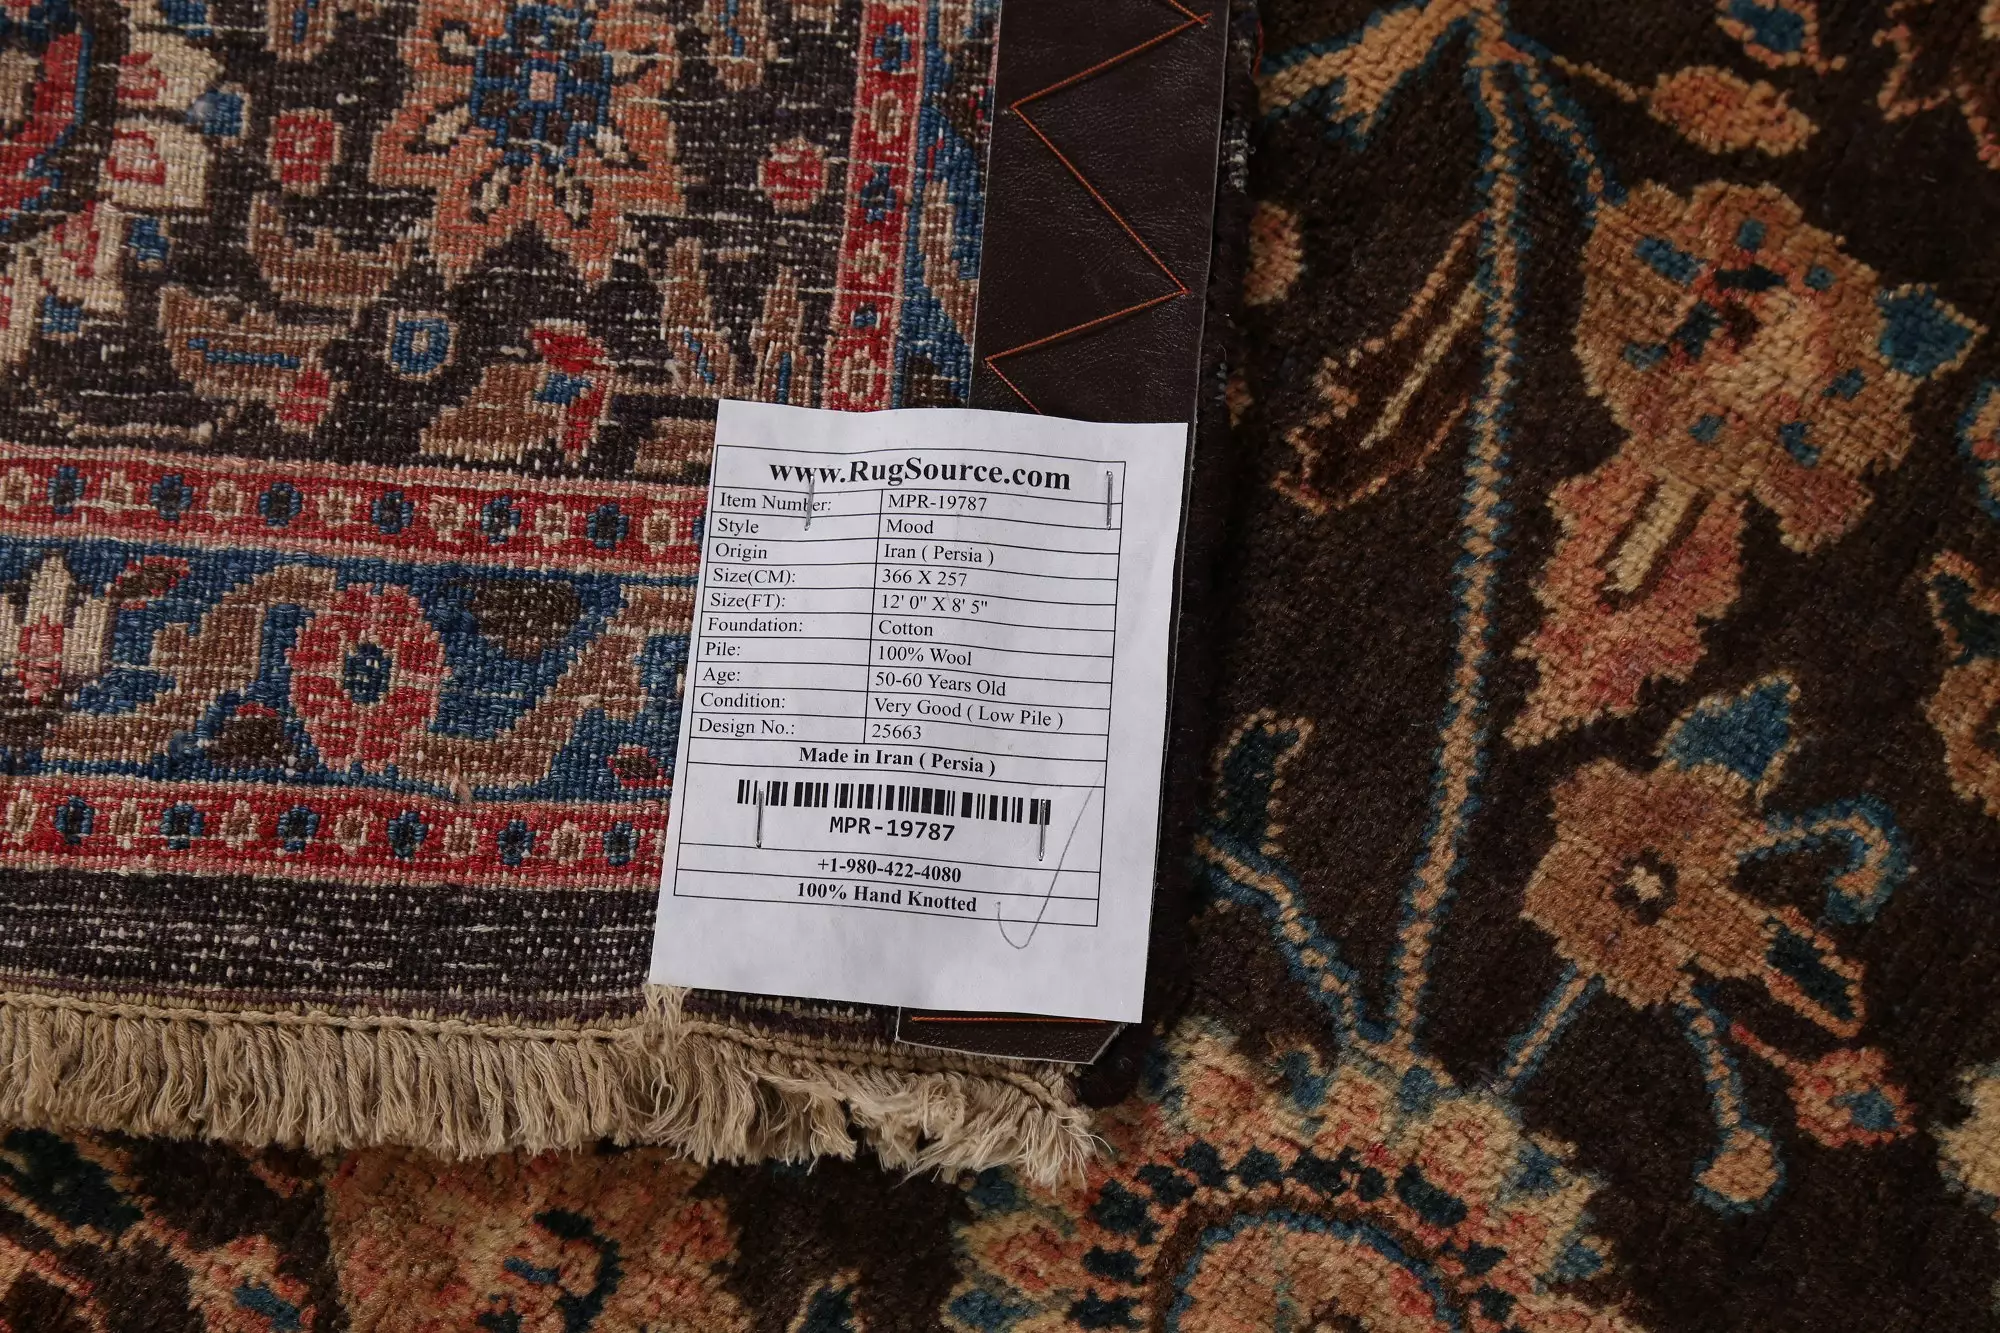 www.RugSource.com
Item Number: MPR-19787
Style Mood
Origin Iran ( Persia )
Size(CM): 366 X 257
Size(FT): 12' 0" X 8' 5"
Foundation: Cotton
Pile: 100% Wool
Age: 50-60 Years Old
Condition: Very Good ( Low Pile )
Design No.: 25663
Made in Iran ( Persia )
MPR-19787
+1-980-422-4080
100% Hand Knotted